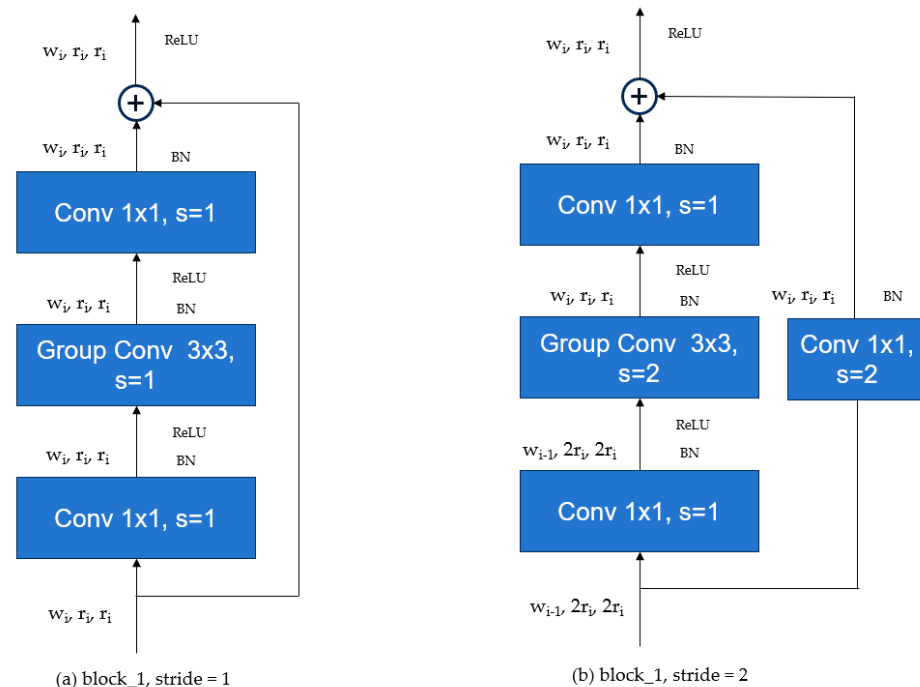 ReLU
wᵢ, rᵢ, rᵢ
+
wᵢ, rᵢ, rᵢ
BN
Conv 1x1, s=1
ReLU
wᵢ, rᵢ, rᵢ
BN
Group Conv 3x3,
s=1
ReLU
wᵢ, rᵢ, rᵢ
BN
Conv 1x1, s=1
wᵢ, rᵢ, rᵢ
(a) block_1, stride = 1
ReLU
wᵢ, rᵢ, rᵢ
+
wᵢ, rᵢ, rᵢ
BN
Conv 1x1, s=1
ReLU
wᵢ, rᵢ, rᵢ
BN
Group Conv 3x3,
s=2
ReLU
wᵢ₋₁, 2rᵢ, 2rᵢ
BN
Conv 1x1, s=1
wᵢ₋₁, 2rᵢ, 2rᵢ
wᵢ, rᵢ, rᵢ
BN
Conv 1x1,
s=2
(b) block_1, stride = 2